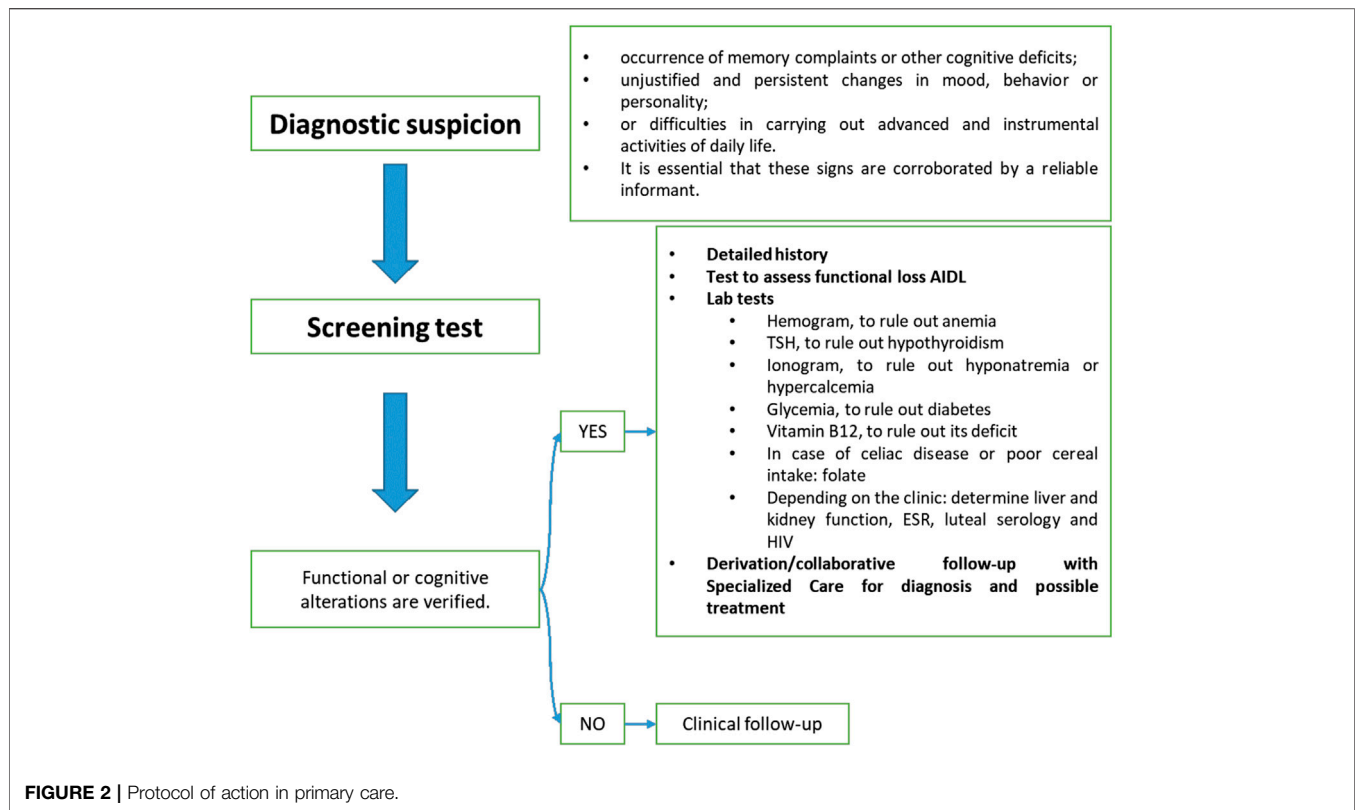 • occurrence of memory complaints or other cognitive deficits;
• unjustified and persistent changes in mood, behavior or
personality;
• or difficulties in carrying out advanced and instrumental
activities of daily life.
• It is essential that these signs are corroborated by a reliable
informant.
Diagnostic suspicion
• Detailed history
• Test to assess functional loss AIDL
• Lab tests
• Hemogram, to rule out anemia
• TSH, to rule out hypothyroidism
• Ionogram, to rule out hyponatremia or
hypercalcemia
• Glycemia, to rule out diabetes
• Vitamin B12, to rule out its deficit
• In case of celiac disease or poor cereal
intake: folate
• Depending on the clinic: determine liver and
kidney function, ESR, luteal serology and
HIV
• Derivation/collaborative follow-up with
Specialized Care for diagnosis and possible
treatment
Screening test
YES
Functional or cognitive
alterations are verified.
NO
Clinical follow-up
FIGURE 2 | Protocol of action in primary care.